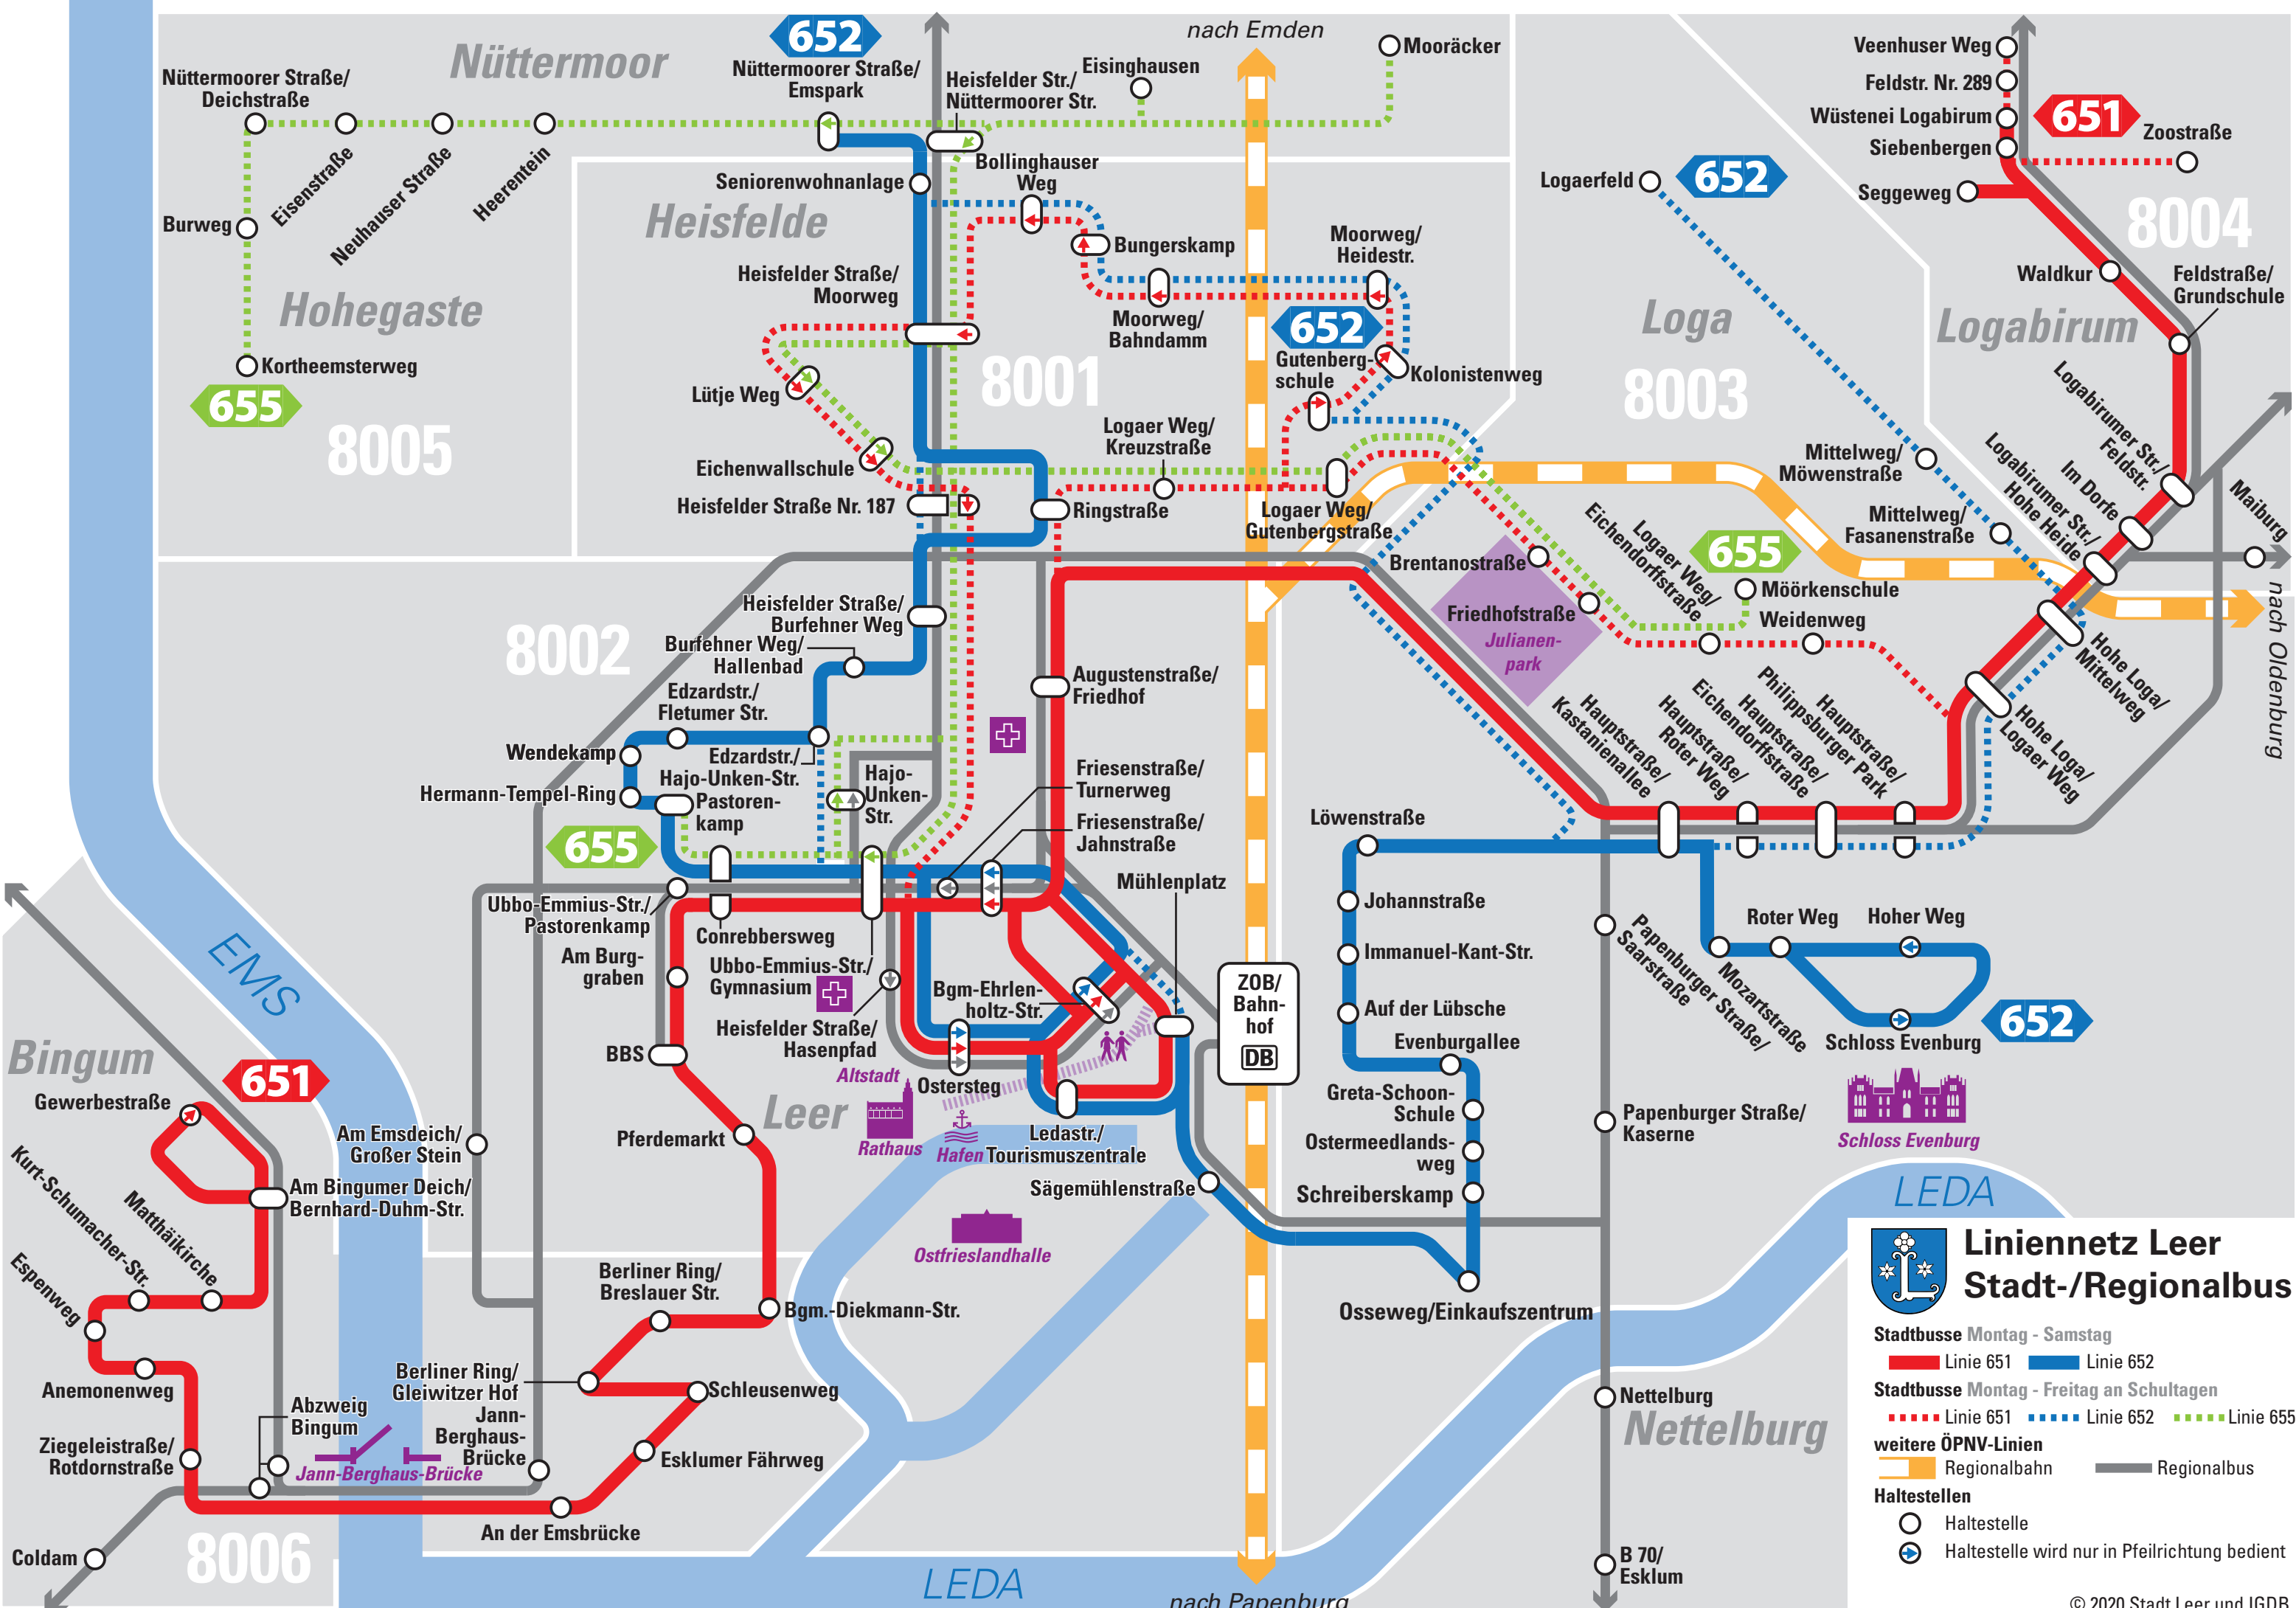 nach Emden
652
Nüttermoor
Nüttermoorer Straße/
Deichstraße
Nüttermoorer Straße/
Emspark
Heisfelder Str./
Nüttermoorer Str.
Eisinghausen
Mooräcker
Veenhuser Weg
Feldstr. Nr. 289
Wüstenei Logabirum
Siebenbergen
651
Zoostraße
Seggeweg
8004
Eisenstraße
Neuhauser Straße
Heerentein
Burweg
Hohegaste
Kortheemsterweg
655
8005
Seniorenwohnanlage
Bollinghauser
Weg
Heisfelde
Bungerskamp
Heisfelder Straße/
Moorweg
Moorweg/
Bahndamm
Moorweg/
Heidestr.
652
Gutenberg-
schule
Kolonistenweg
8001
Lütje Weg
Eichenwallschule
Logaer Weg/
Kreuzstraße
Heisfelder Straße Nr. 187
Ringstraße
Logaer Weg/
Gutenbergstraße
Logaerfeld
652
Loga
8003
Waldkur
Feldstraße/
Grundschule
Logabirum
Logabirumer Str./
Feldstr.
Im Dorfe
Logabirumer Str./
Hohe Heide
Maiburg
Mittelweg/
Möwenstraße
Mittelweg/
Fasanenstraße
nach Oldenburg
Brentanostraße
Friedhofstraße
Julianen-
park
Logaer Weg/
Eichendorffstraße
655
Möörkenschule
Weidenweg
Hohe Loga/
Mittelweg
Hohe Loga/
Logaer Weg
Hauptstraße/
Kastanienallee
Hauptstraße/
Roter Weg
Hauptstraße/
Eichendorffstraße
Hauptstraße/
Philippsburger Park
8002
Heisfelder Straße/
Burfehner Weg
Burfehner Weg/
Hallenbad
Edzardstr./
Fletumer Str.
Wendekamp
Edzardstr./
Hajo-Unken-Str.
Hermann-Tempel-Ring
Pastoren-
kamp
Hajo-
Unken-
Str.
655
Augustenstraße/
Friedhof
Friesenstraße/
Turnerweg
Friesenstraße/
Jahnstraße
Mühlenplatz
Ubbo-Emmius-Str./
Pastorenkamp
Conrebbersweg
Am Burg-
graben
Ubbo-Emmius-Str./
Gymnasium
Heisfelder Straße/
Hasenpfad
Bgm-Ehrlen-
holtz-Str.
BBS
Altstadt
Ostersteg
Rathaus
Hafen
Ledastr./
Tourismuszentrale
Leer
Pferdemarkt
Sägemühlenstraße
Ostfrieslandhalle
ZOB/
Bahn-
hof
DB
Löwenstraße
Johannstraße
Immanuel-Kant-Str.
Auf der Lübsche
Evenburgallee
Greta-Schoon-
Schule
Ostermeedlands-
weg
Schreiberskamp
Osseweg/Einkaufszentrum
Papenburger Straße/
Saarstraße
Mozartstraße
Roter Weg
Hoher Weg
Schloss Evenburg
652
Schloss Evenburg
Papenburger Straße/
Kaserne
EMS
Bingum
651
Gewerbestraße
Am Emsdeich/
Großer Stein
Am Bingumer Deich/
Bernhard-Duhm-Str.
Kurt-Schumacher-Str.
Matthäikirche
Espenweg
Anemonenweg
Ziegeleistraße/
Rotdornstraße
Abzweig
Bingum
Jann-Berghaus-Brücke
Jann-
Berghaus-
Brücke
Berliner Ring/
Breslauer Str.
Bgm.-Diekmann-Str.
Berliner Ring/
Gleiwitzer Hof
Schleusenweg
Esklumer Fährweg
An der Emsbrücke
Coldam
8006
LEDA
nach Papenburg
Nettelburg
Nettelburg
B 70/
Esklum
LEDA
Liniennetz Leer
Stadt-/Regionalbus
Stadtbusse Montag - Samstag
Linie 651 Linie 652
Stadtbusse Montag - Freitag an Schultagen
Linie 651 Linie 652 Linie 655
weitere ÖPNV-Linien
Regionalbahn Regionalbus
Haltestellen
Haltestelle
Haltestelle wird nur in Pfeilrichtung bedient
© 2020 Stadt Leer und IGDB